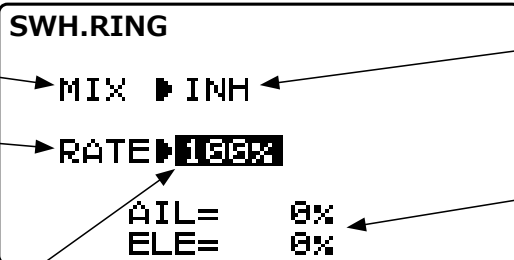 SWH.RING
MIX ▶INH
RATE▶100%
AIL= 0%
ELE= 0%